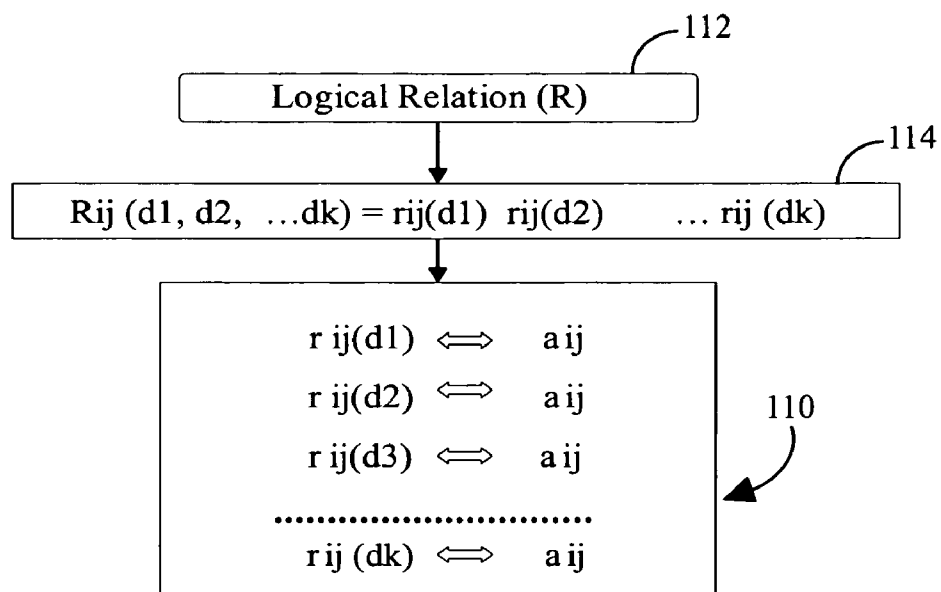 112
Logical Relation (R)
114
Rij (d1, d2, ...dk) = rij(d1) rij(d2) ... rij (dk)
r ij(d1) ⇔ a ij
r ij(d2) ⇔ a ij
110
r ij(d3) ⇔ a ij
r ij (dk) ⇔ a ij